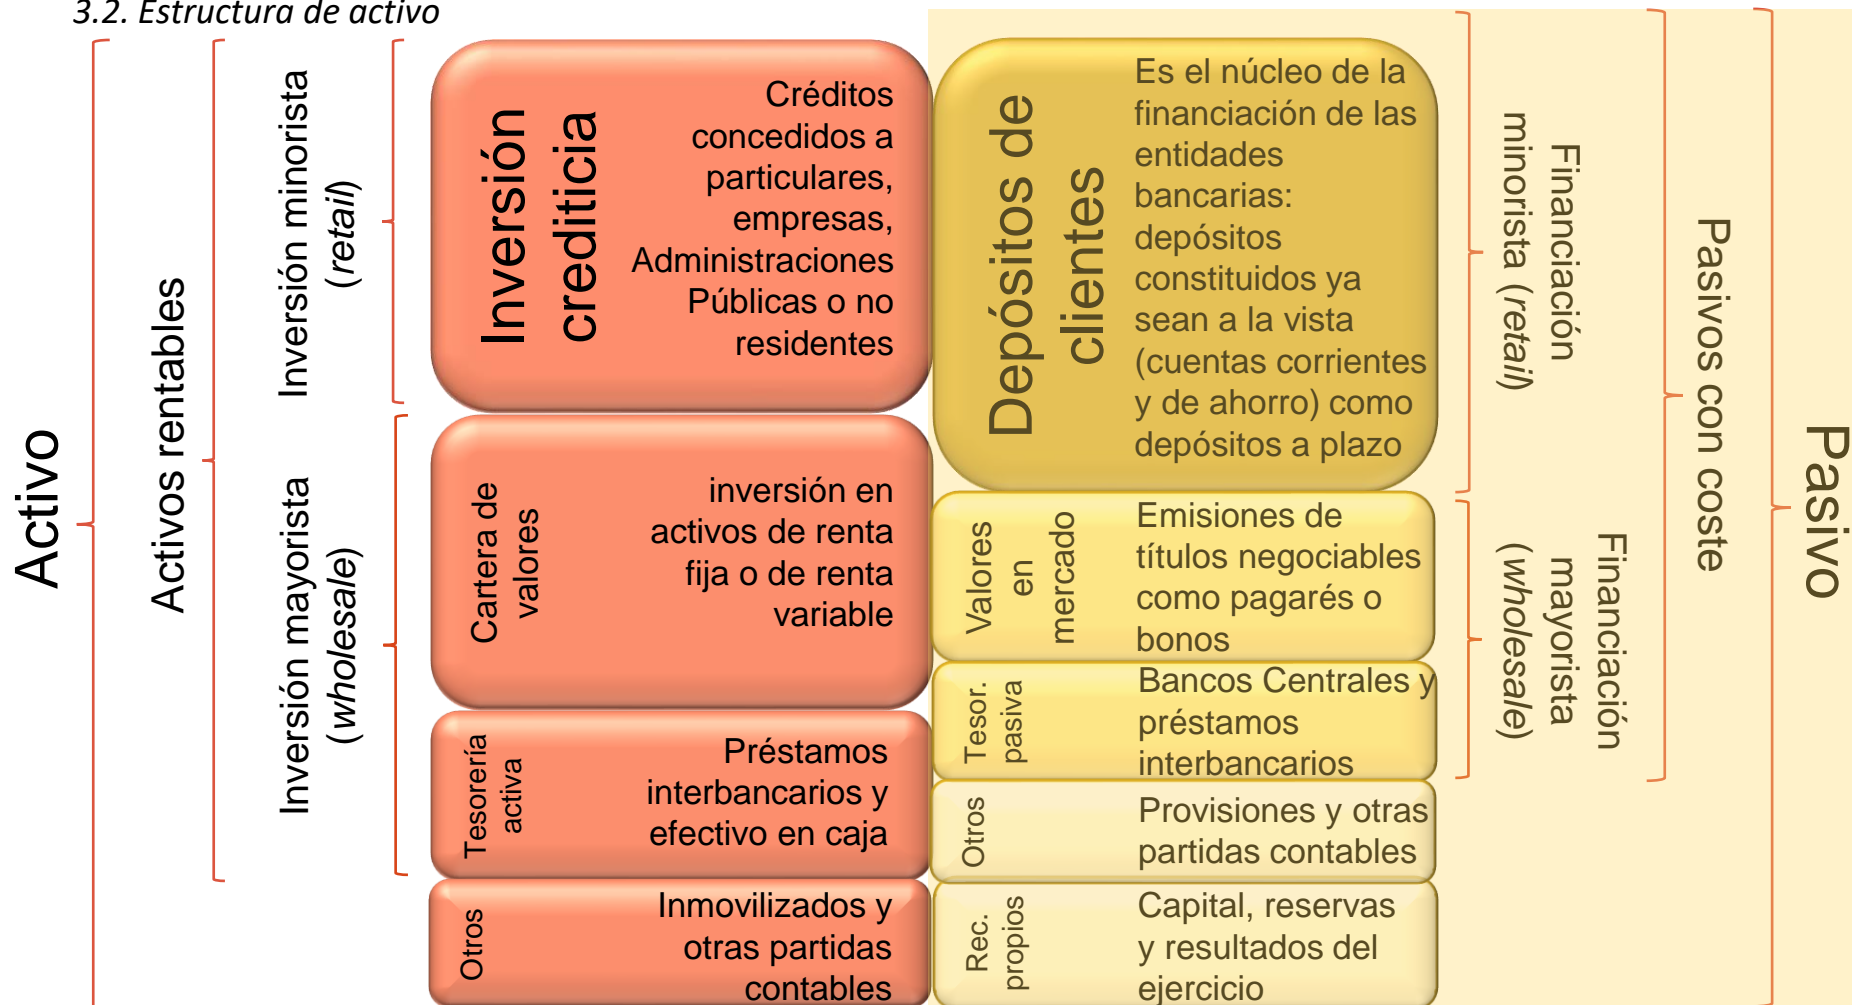 3.2. Estructura de activo
Activo
Activos rentables
Inversión minorista
(retail)
Inversión mayorista
(wholesale)
Inversión
crediticia
Créditos
concedidos a
particulares,
empresas,
Administraciones
Públicas o no
residentes
Cartera de
valores
inversión en
activos de renta
fija o de renta
variable
Tesorería
activa
Préstamos
interbancarios y
efectivo en caja
Otros
Inmovilizados y
otras partidas
contables
Depósitos de
clientes
Es el núcleo de la
financiación de las
entidades
bancarias:
depósitos
constituidos ya
sean a la vista
(cuentas corrientes
y de ahorro) como
depósitos a plazo
Valores
en
mercado
Emisiones de
títulos negociables
como pagarés o
bonos
Tesor.
pasiva
Bancos Centrales y
préstamos
interbancarios
Otros
Provisiones y otras
partidas contables
Rec.
propios
Capital, reservas
y resultados del
ejercicio
Financiación
minorista (retail)
Financiación
mayorista
(wholesale)
Pasivos con coste
Pasivo